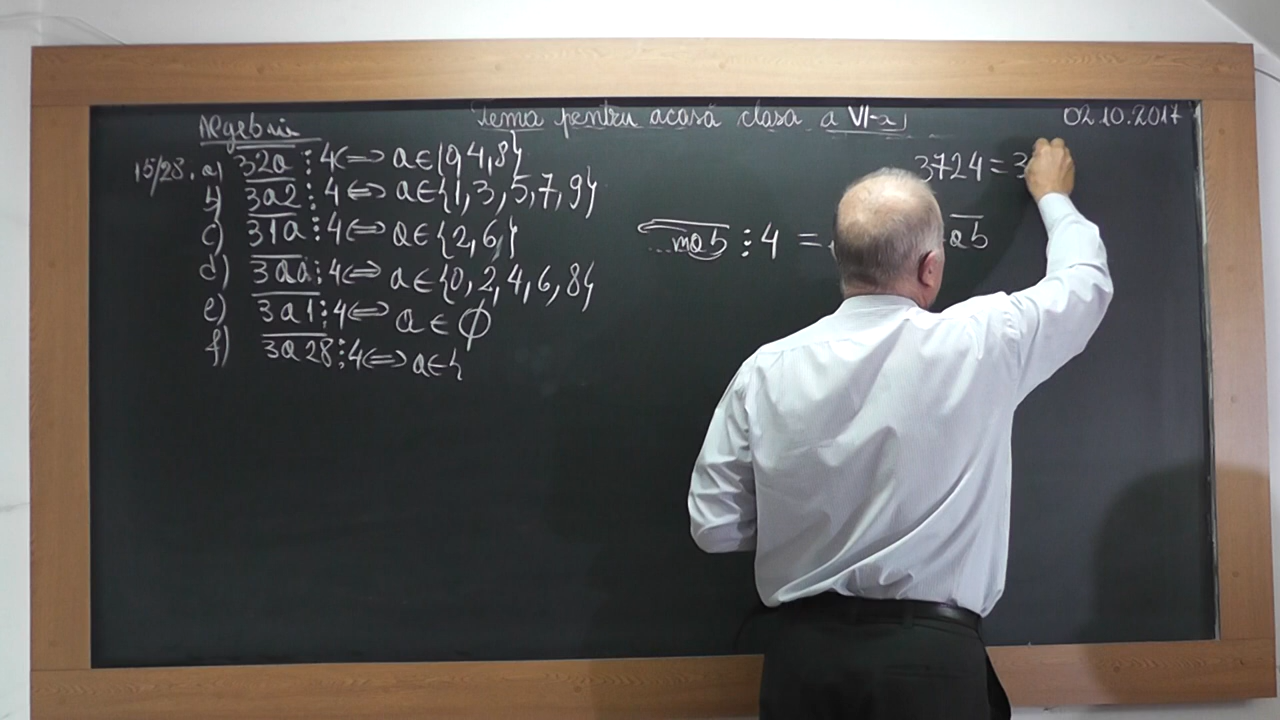 Algebră
Tema pentru acasă clasa a VI-a
02.10.2017
15/28. a) 32a ⋮ 4 ⟺ a∈{0,4,8}
b) 3a2 ⋮ 4 ⟺ a∈{1,3,5,7,9}
c) 31a ⋮ 4 ⟺ a∈{2,6}
d) 3aa ⋮ 4 ⟺ a∈{0,2,4,6,8}
e) 3a1 ⋮ 4 ⟺ a∈∅
f) 3a28 ⋮ 4 ⟺ a∈{
3724=3
...mab ⋮ 4 = ab